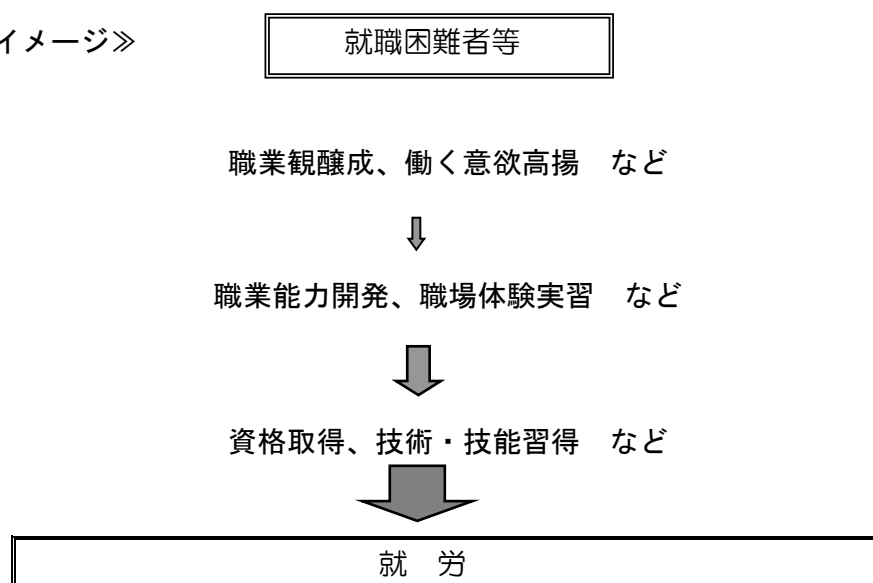 イメージ≫
就職困難者等
職業観醸成、働く意欲高揚　など
職業能力開発、職場体験実習　など
資格取得、技術・技能習得　など
就　労